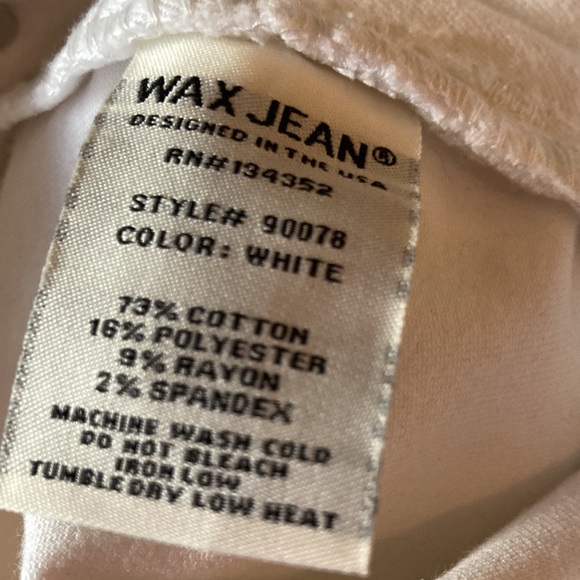 WAX JEAN®
DESIGNED IN THE USA
RN#134352
STYLE# 90078
COLOR: WHITE
73% COTTON
16% POLYESTER
9% RAYON
2% SPANDEX
MACHINE WASH COLD
DO NOT BLEACH
IRON LOW
TUMBLE DRY LOW HEAT